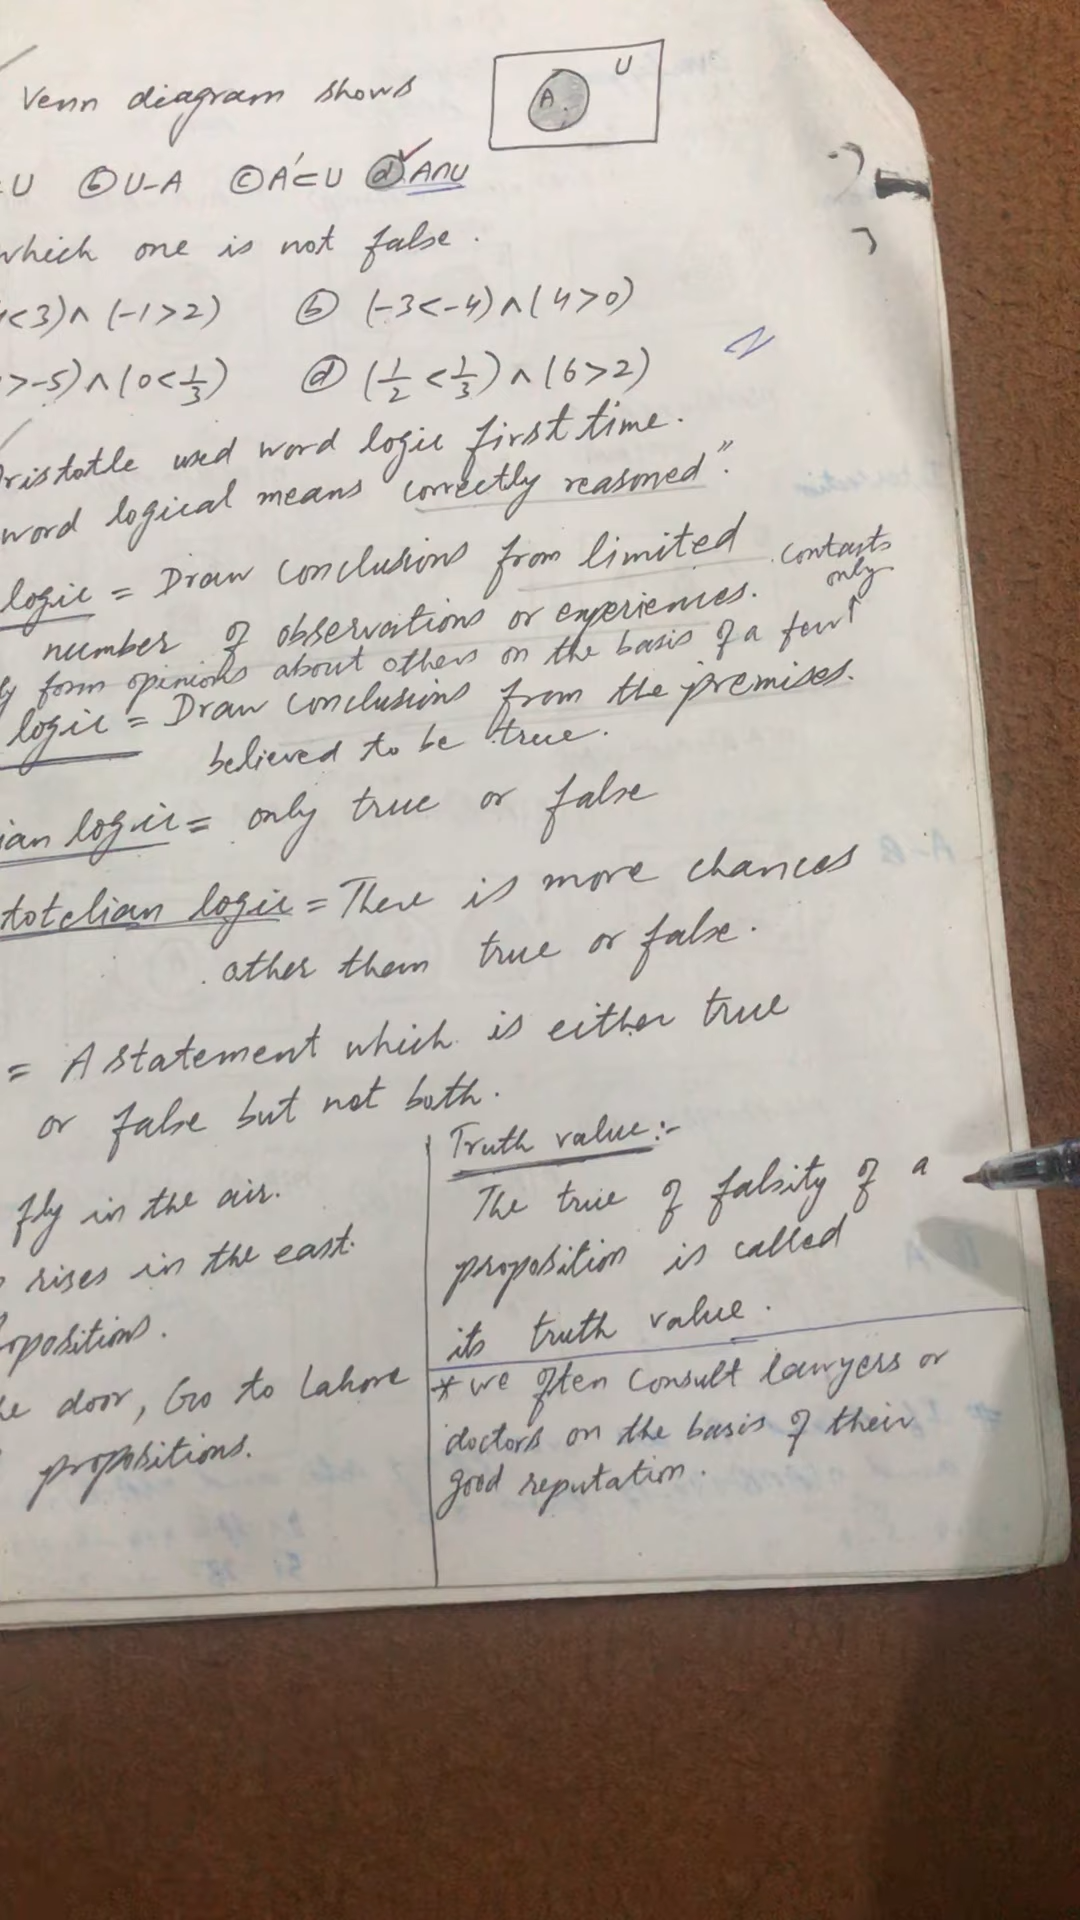 Venn diagram shows
A. U
U ⓑ U-A ⓒ A'⊂U ⓓ A∩U
which one is not false.
<3)∧(-1>2) ⓑ (-3<-4)∧(4>0)
>-5)∧(0<1/3) ⓓ (1/2<1/3)∧(6>2)
ristotle used word logic first time.
word logical means correctly reasoned".
logic = Draw conclusions from limited
number of observations or experiences.
contacts
only
ly form opinions about others on the basis of a few↑
logic = Draw conclusions from the premises.
believed to be true.
ian logic = only true or false
totelian logic = There is more chances
other them true or false.
= A statement which is either true
or false but not both.
fly in the air.
rises in the east.
opositions.
he door, Go to Lahore
propositions.
Truth value:-
The true of falsity of a
proposition is called
its truth value.
* we often consult lawyers or
doctors on the basis of their
good reputation.